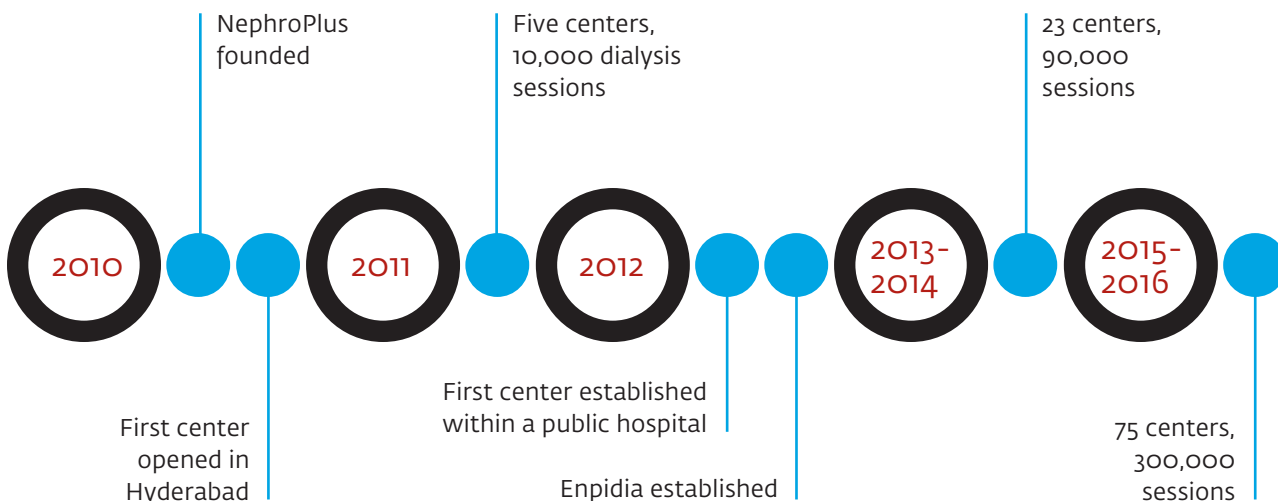 NephroPlus
founded
Five centers,
10,000 dialysis
sessions
23 centers,
90,000
sessions
2010
2011
2012
2013-
2014
2015-
2016
First center
opened in
Hyderabad
First center established
within a public hospital
Enpidia established
75 centers,
300,000
sessions